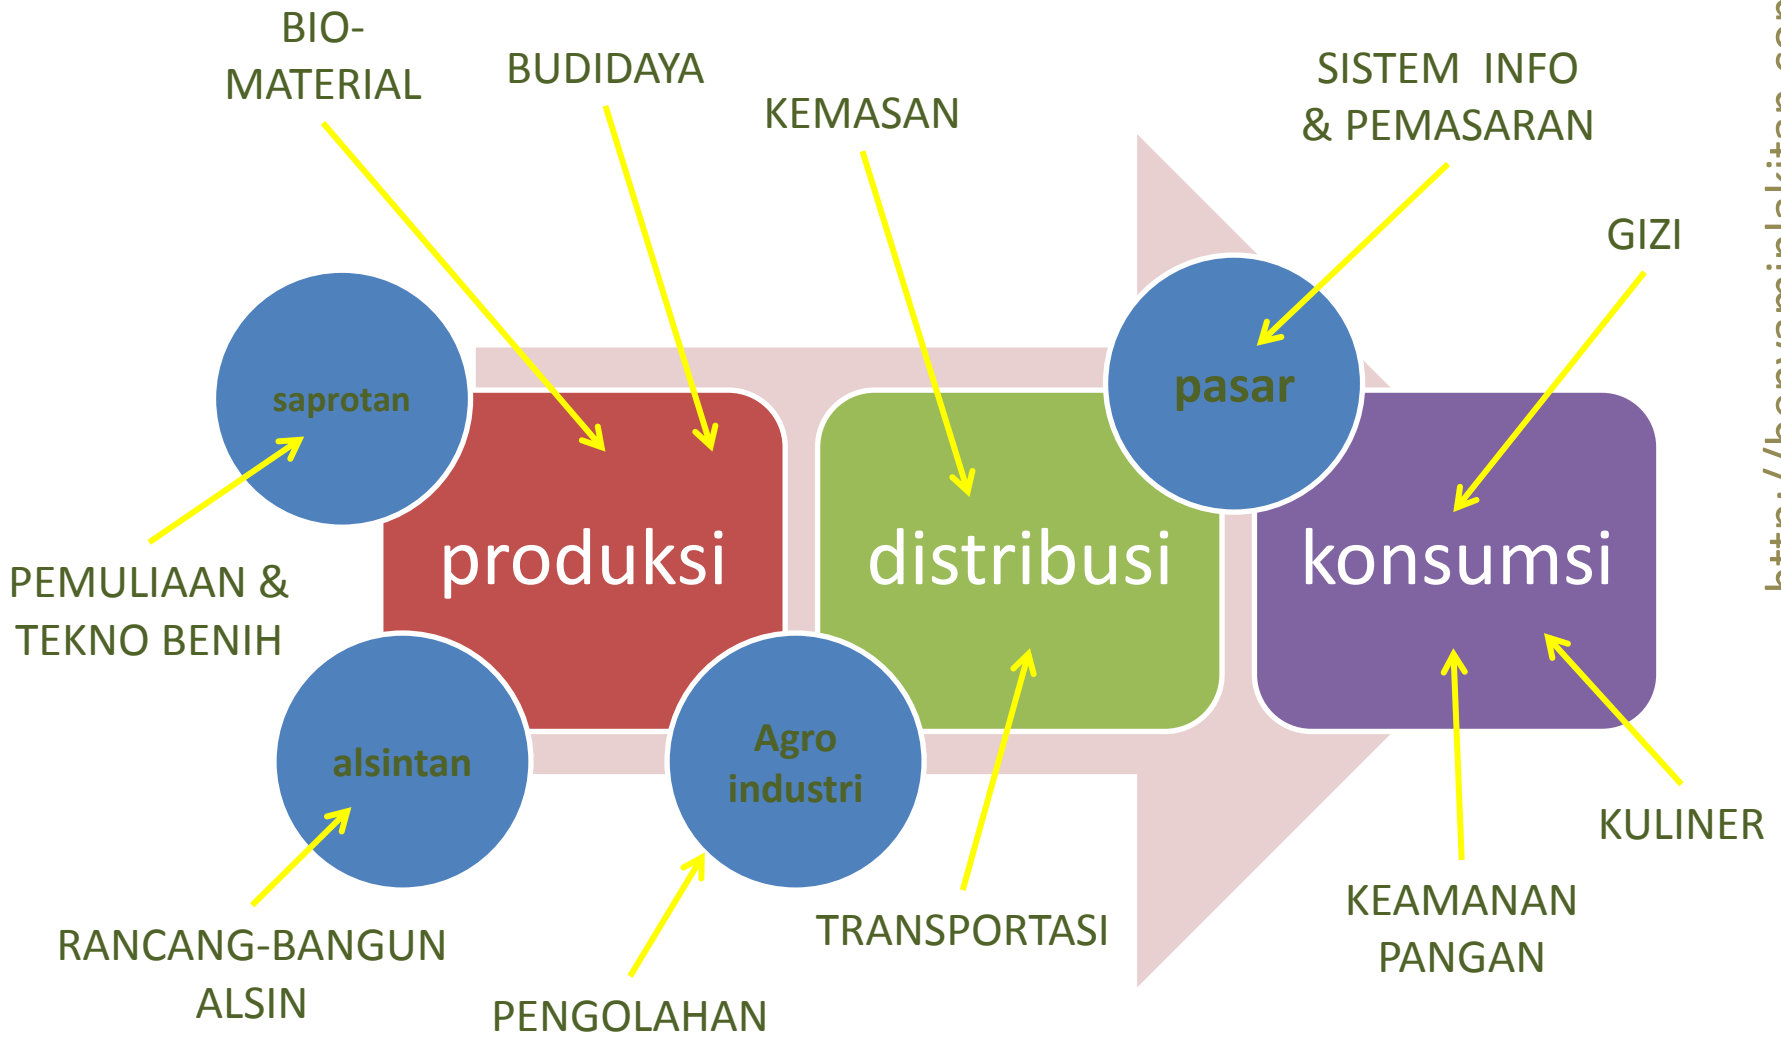 BIO-
MATERIAL
BUDIDAYA
KEMASAN
SISTEM INFO
& PEMASARAN
GIZI
saprotan
pasar
produksi
distribusi
konsumsi
PEMULIAAN &
TEKNO BENIH
alsintan
Agro
industri
KULINER
RANCANG-BANGUN
ALSIN
PENGOLAHAN
TRANSPORTASI
KEAMANAN
PANGAN